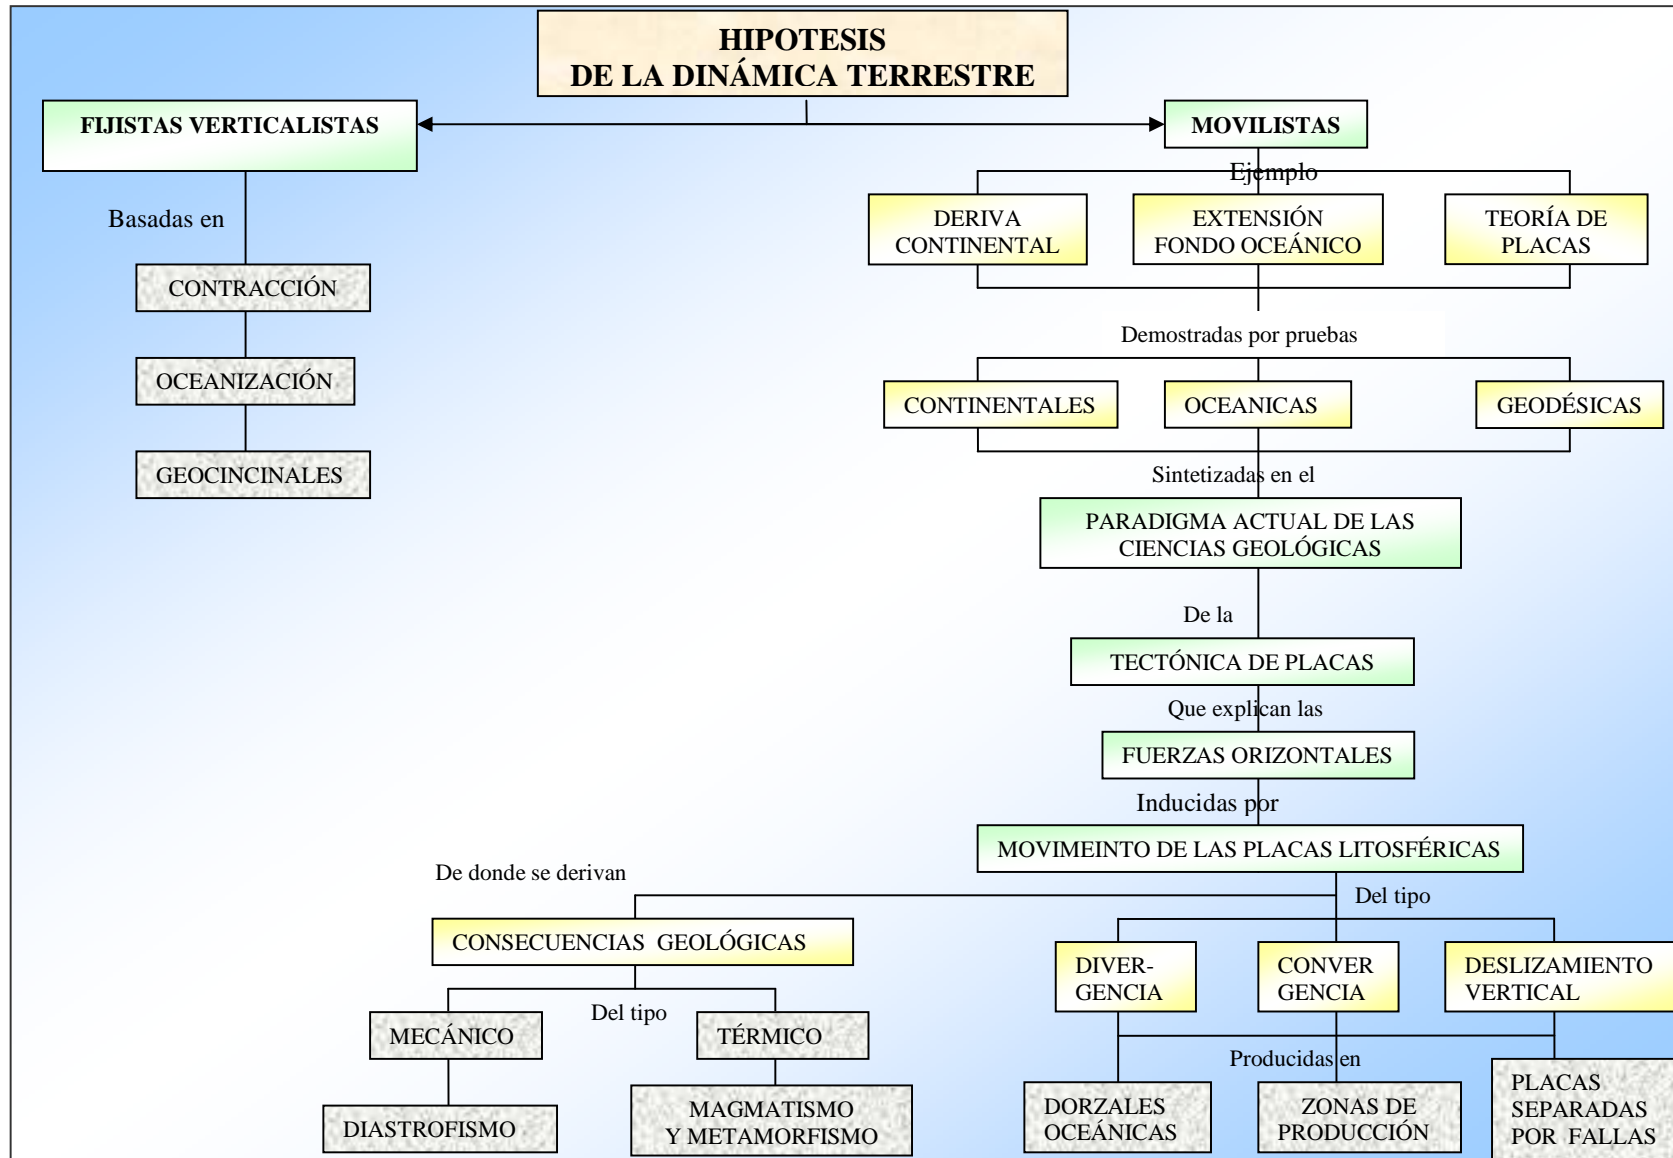 HIPOTESIS
DE LA DINÁMICA TERRESTRE
FIJISTAS VERTICALISTAS
MOVILISTAS
Basadas en
CONTRACCIÓN
OCEANIZACIÓN
GEOCINCINALES
Ejemplo
DERIVA
CONTINENTAL
EXTENSIÓN
FONDO OCEÁNICO
TEORÍA DE
PLACAS
Demostradas por pruebas
CONTINENTALES
OCEANICAS
GEODÉSICAS
Sintetizadas en el
PARADIGMA ACTUAL DE LAS
CIENCIAS GEOLÓGICAS
De la
TECTÓNICA DE PLACAS
Que explican las
FUERZAS ORIZONTALES
Inducidas por
MOVIMEINTO DE LAS PLACAS LITOSFÉRICAS
De donde se derivan
CONSECUENCIAS GEOLÓGICAS
Del tipo
MECÁNICO
TÉRMICO
DIASTROFISMO
MAGMATISMO
Y METAMORFISMO
Del tipo
DIVER-
GENCIA
CONVER
GENCIA
DESLIZAMIENTO
VERTICAL
Producidas en
DORZALES
OCEÁNICAS
ZONAS DE
PRODUCCIÓN
PLACAS
SEPARADAS
POR FALLAS